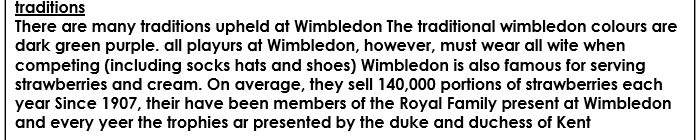 traditions
There are many traditions upheld at Wimbledon The traditional wimbledon colours are
dark green purple. all playurs at Wimbledon, however, must wear all wite when
competing (including socks hats and shoes) Wimbledon is also famous for serving
strawberries and cream. On average, they sell 140,000 portions of strawberries each
year Since 1907, their have been members of the Royal Family present at Wimbledon
and every yeer the trophies ar presented by the duke and duchess of Kent